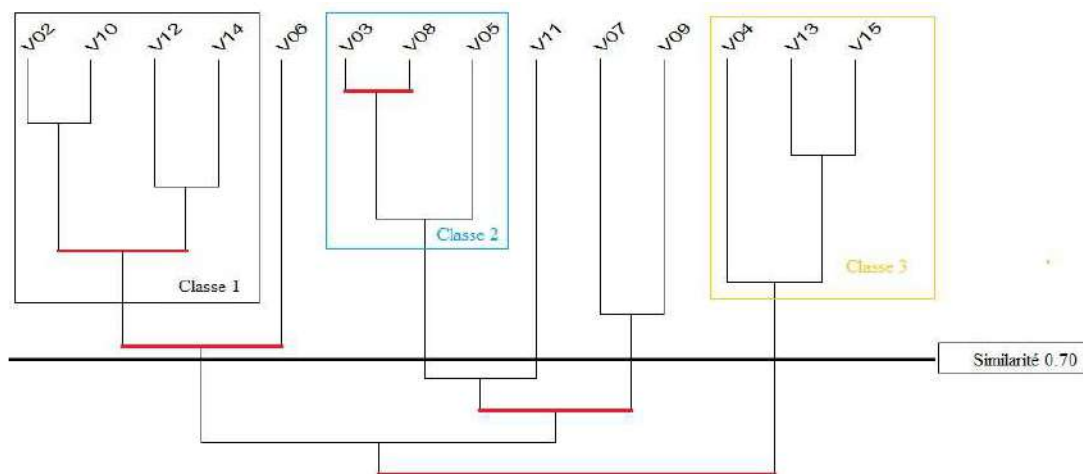 V02 V10 V12 V14 V06 V03 V08 V05 V11 V07 V09 V04 V13 V15
Classe 2
Classe 3
Classe 1
Similarité 0.70